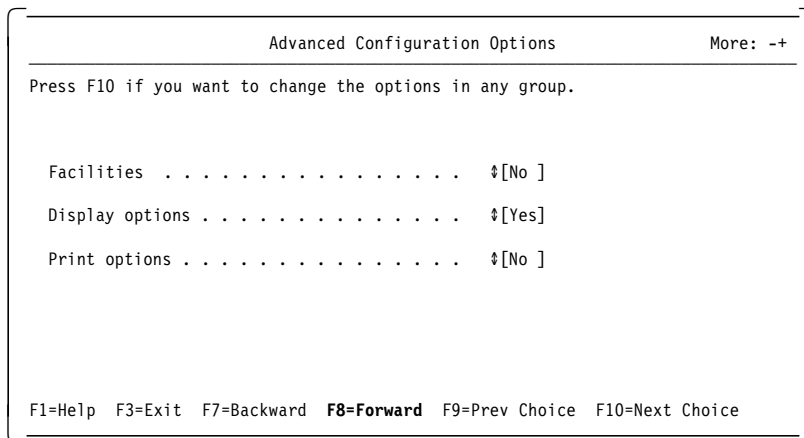 Advanced Configuration Options More: -+
Press F10 if you want to change the options in any group.
Facilities . . . . . . . . . . . . . . . . ⇕[No ]
Display options . . . . . . . . . . . . . . ⇕[Yes]
Print options . . . . . . . . . . . . . . . ⇕[No ]
F1=Help F3=Exit F7=Backward F8=Forward F9=Prev Choice F10=Next Choice